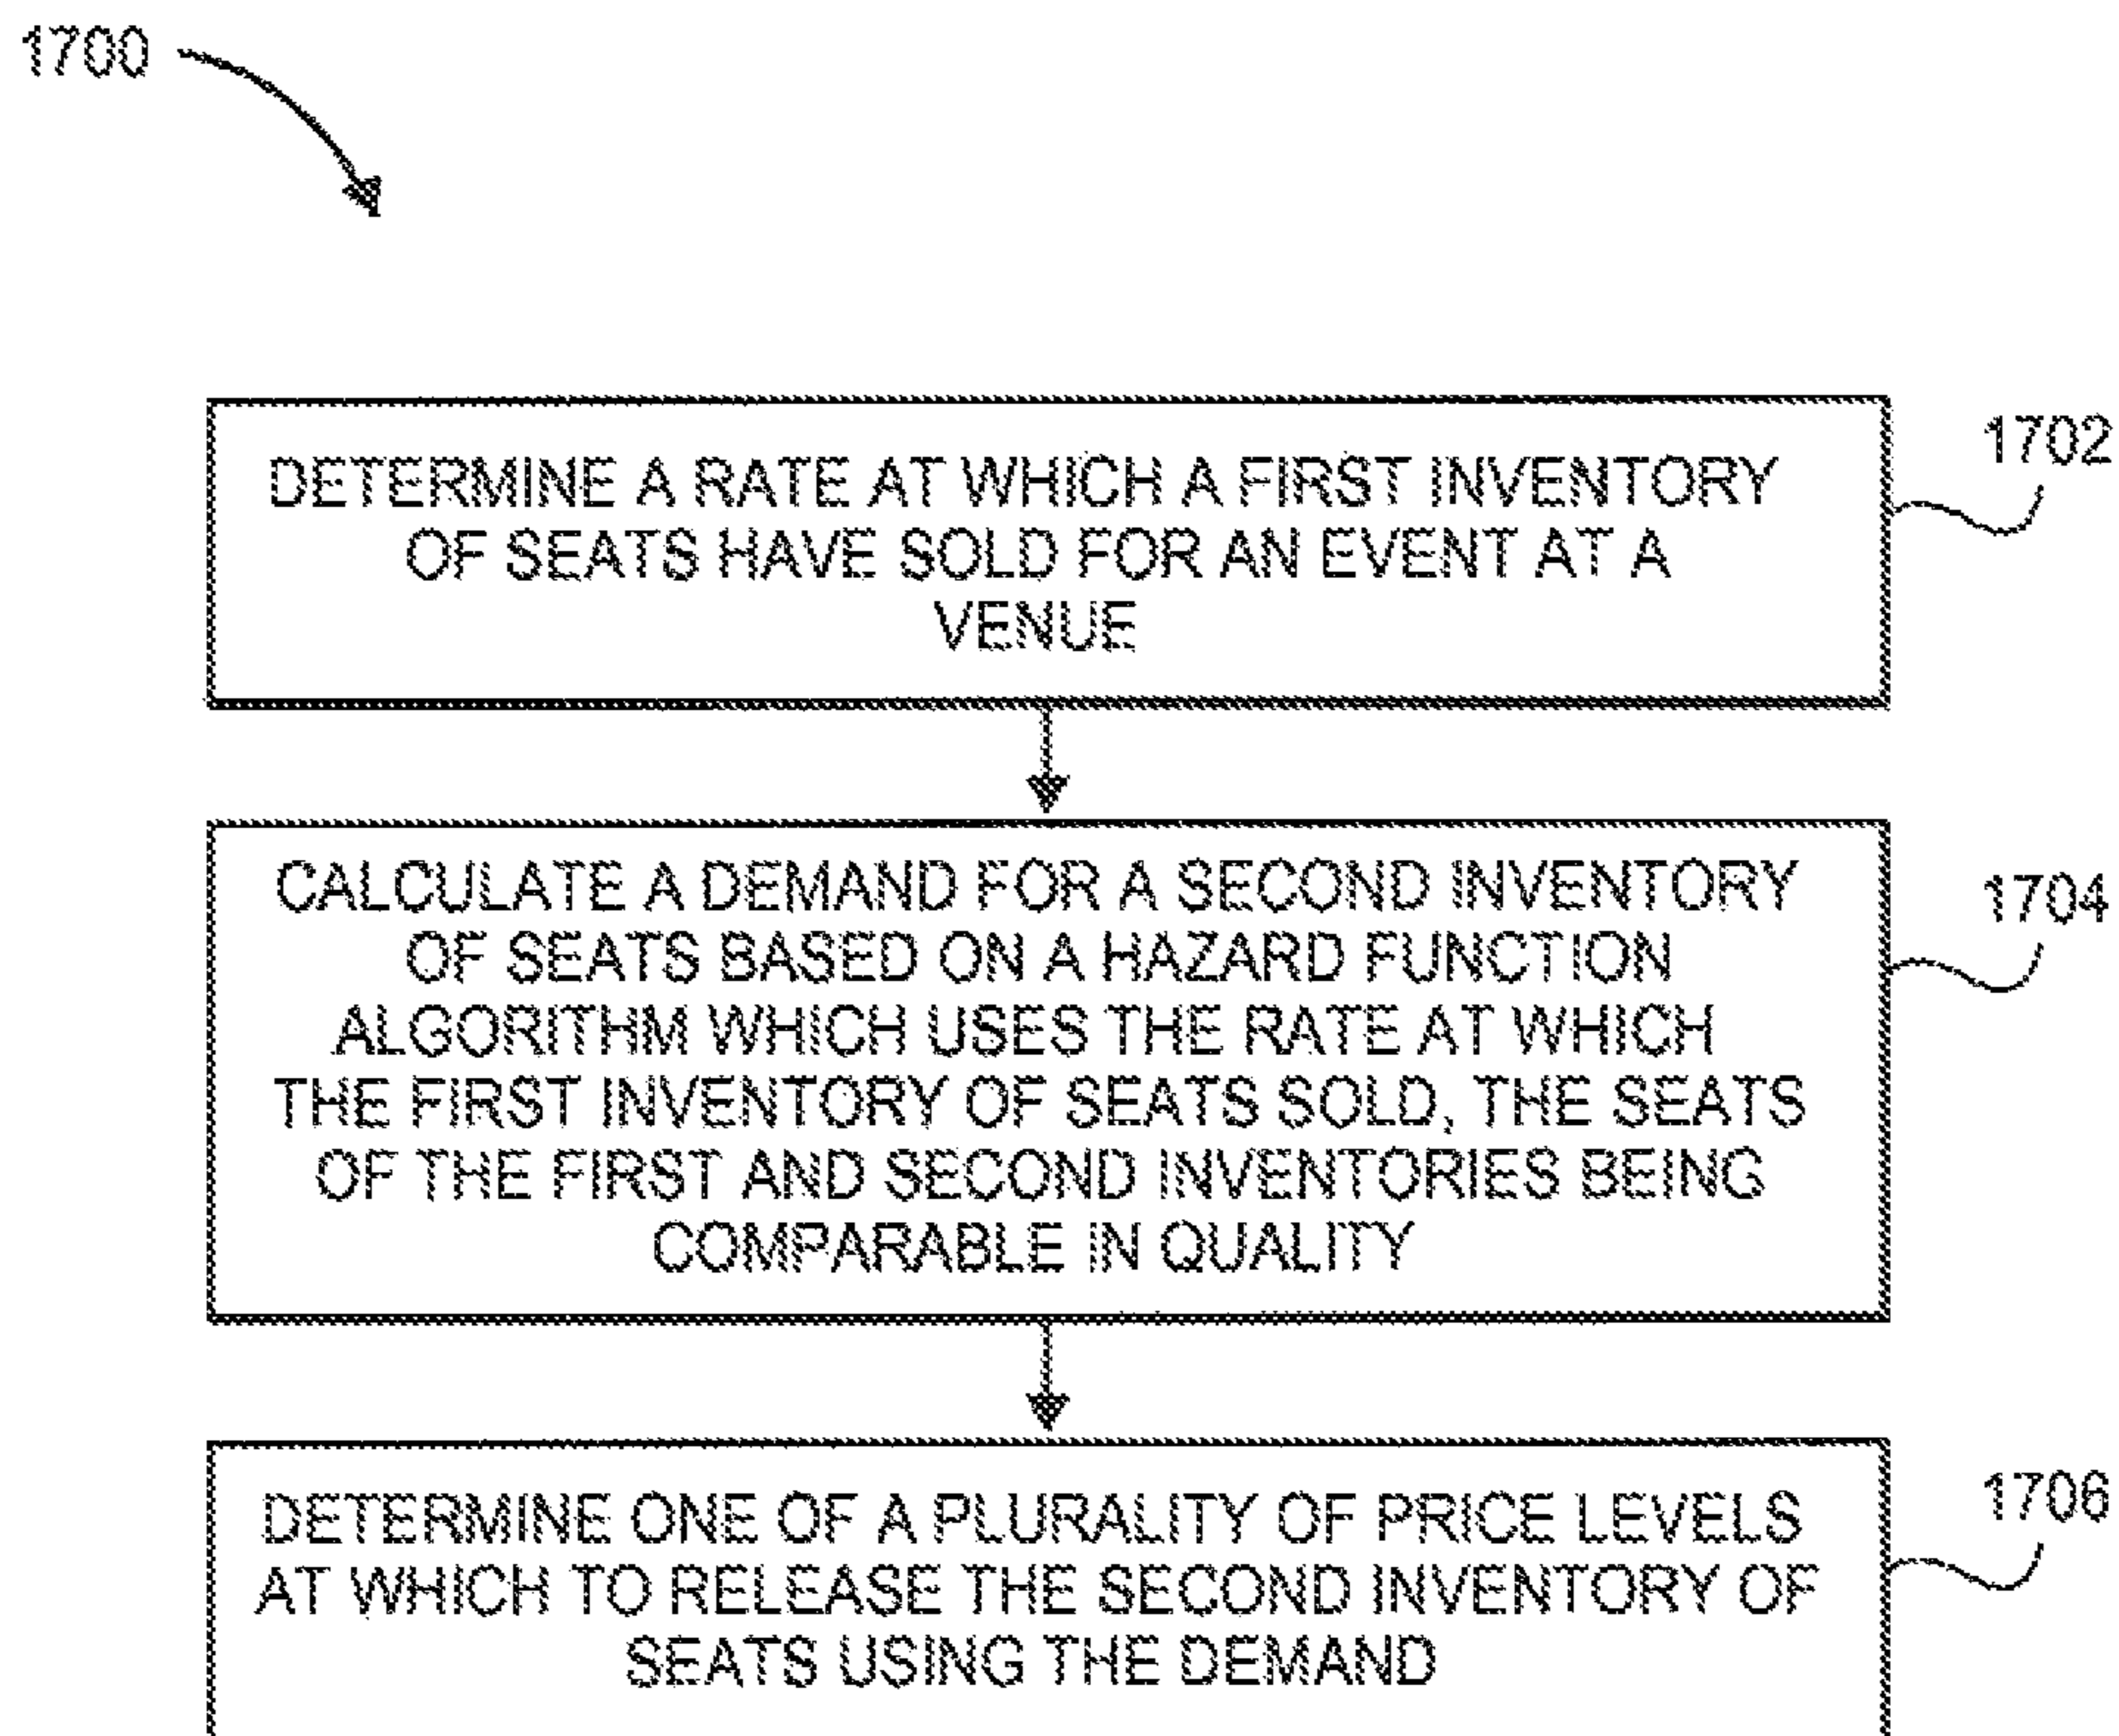 1700
1702
DETERMINE A RATE AT WHICH A FIRST INVENTORY
OF SEATS HAVE SOLD FOR AN EVENT AT A
VENUE
1704
CALCULATE A DEMAND FOR A SECOND INVENTORY
OF SEATS BASED ON A HAZARD FUNCTION
ALGORITHM WHICH USES THE RATE AT WHICH
THE FIRST INVENTORY OF SEATS SOLD, THE SEATS
OF THE FIRST AND SECOND INVENTORIES BEING
COMPARABLE IN QUALITY
1706
DETERMINE ONE OF A PLURALITY OF PRICE LEVELS
AT WHICH TO RELEASE THE SECOND INVENTORY OF
SEATS USING THE DEMAND